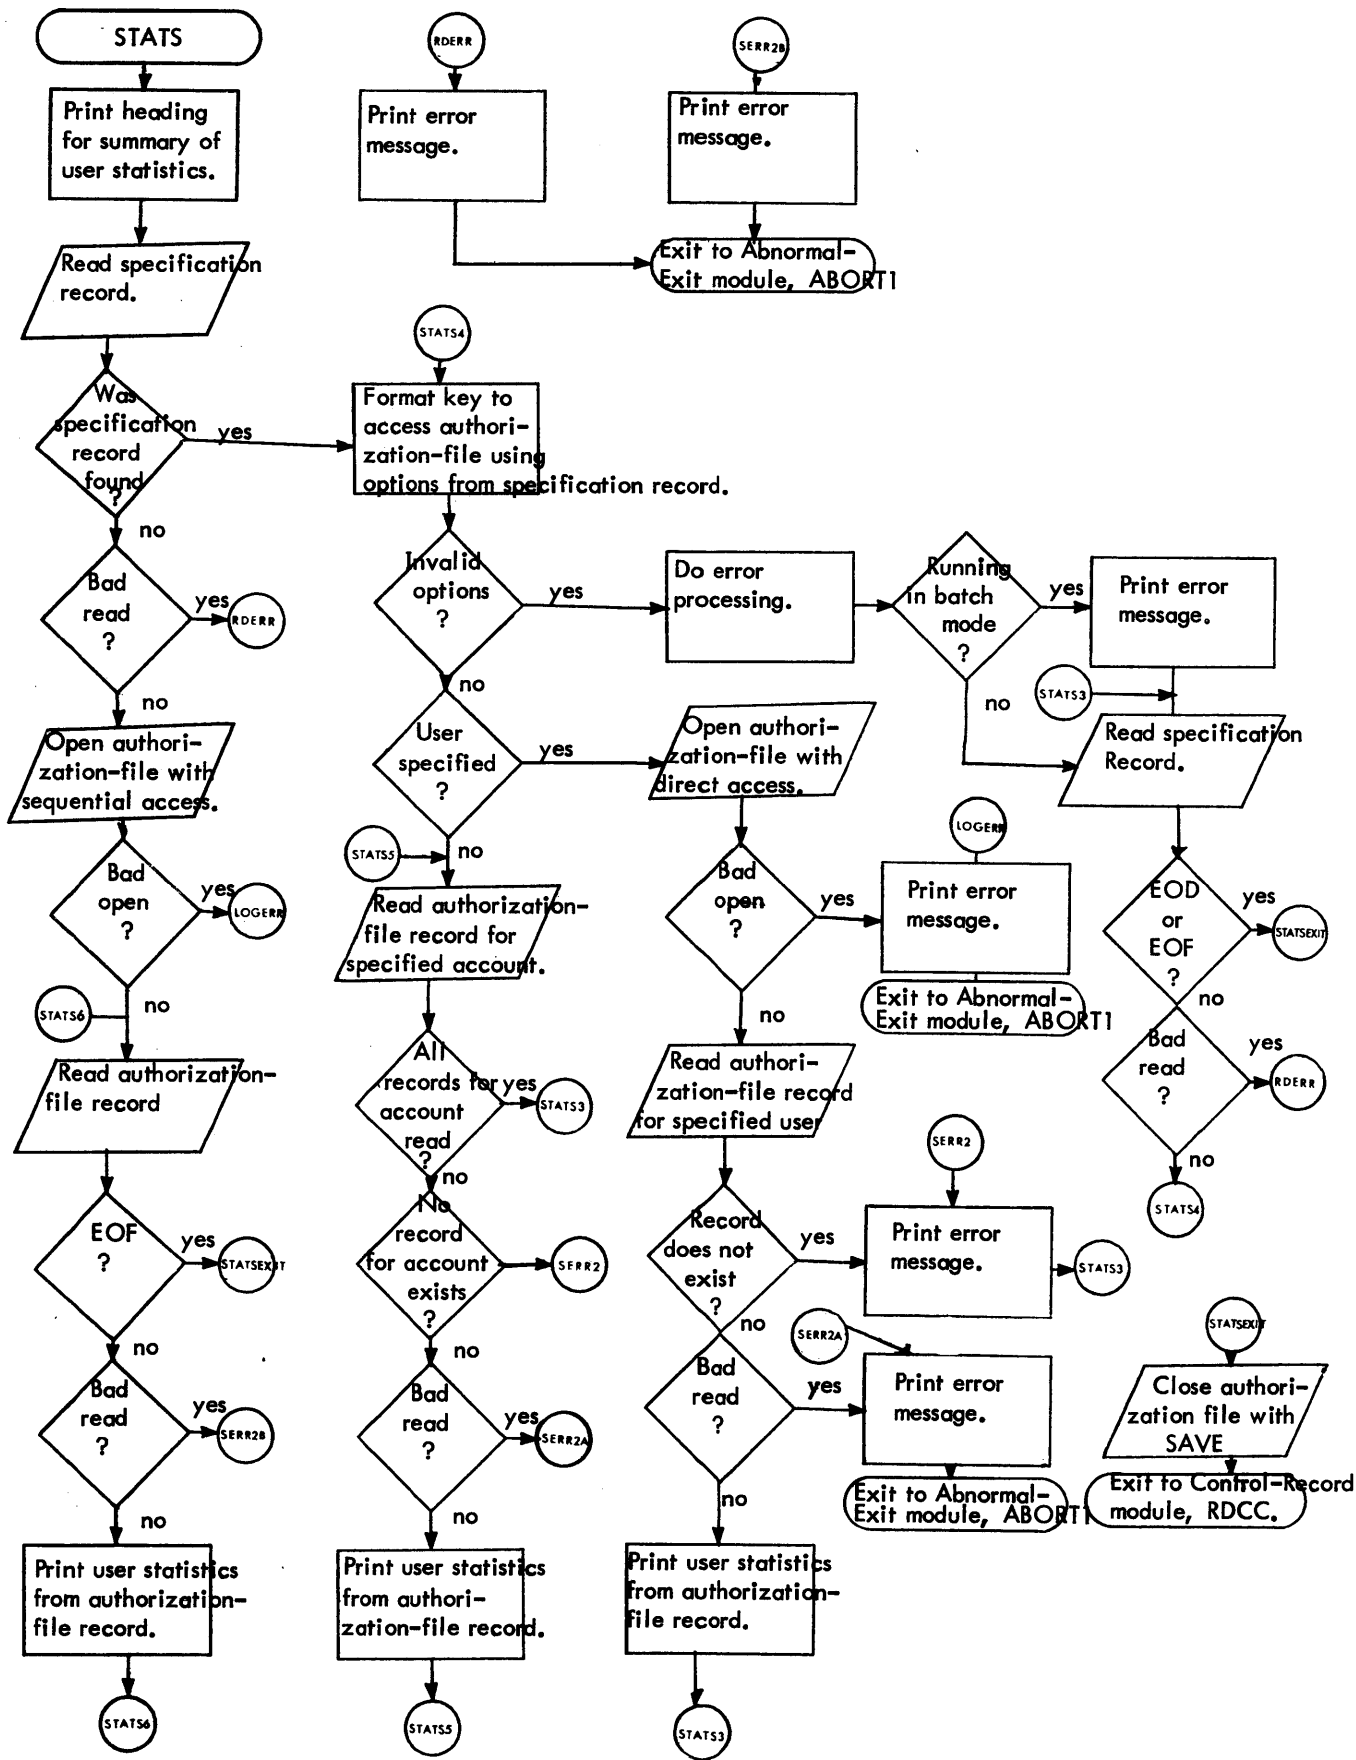 STATS
Print heading
for summary of
user statistics.
Read specification
record.
Was
specification
record
found
?
yes
no
Bad
read
?
yes
RDERR
no
Open authori-
zation-file with
sequential access.
Bad
open
?
yes
LOGERR
no
STATS6
Read authorization-
file record
EOF
?
yes
STATSEXIT
no
Bad
read
?
yes
SERR2B
no
Print user statistics
from authorization-
file record.
STATS6
RDERR
Print error
message.
SERR2B
Print error
message.
Exit to Abnormal-
Exit module, ABORT1
STATS4
Format key to
access authori-
zation-file using
options from specification record.
Invalid
options
?
yes
no
User
specified
?
yes
no
STATS5
Read authorization-
file record for
specified account.
All
records for
account
read
?
yes
STATS3
no
No
record
for account
exists
?
SERR2
no
Bad
read
?
yes
SERR2A
no
Print user statistics
from authori-
zation-file record.
STATS5
Do error
processing.
Running
in batch
mode
?
yes
no
Print error
message.
STATS3
Read specification
Record.
EOD
or
EOF
?
yes
STATSEXIT
no
Bad
read
?
yes
RDERR
no
STATS4
Open authori-
zation-file with
direct access.
Bad
open
?
yes
no
LOGERR
Print error
message.
Exit to Abnormal-
Exit module, ABORT1
Read authori-
zation-file record
for specified user
Record
does not
exist
?
yes
no
SERR2
Print error
message.
STATS3
Bad
read
?
yes
no
SERR2A
Print error
message.
Exit to Abnormal-
Exit module, ABORT1
Print user statistics
from authorization-
file record.
STATS3
STATSEXIT
Close authori-
zation file with
SAVE
Exit to Control-Record
module, RDCC.